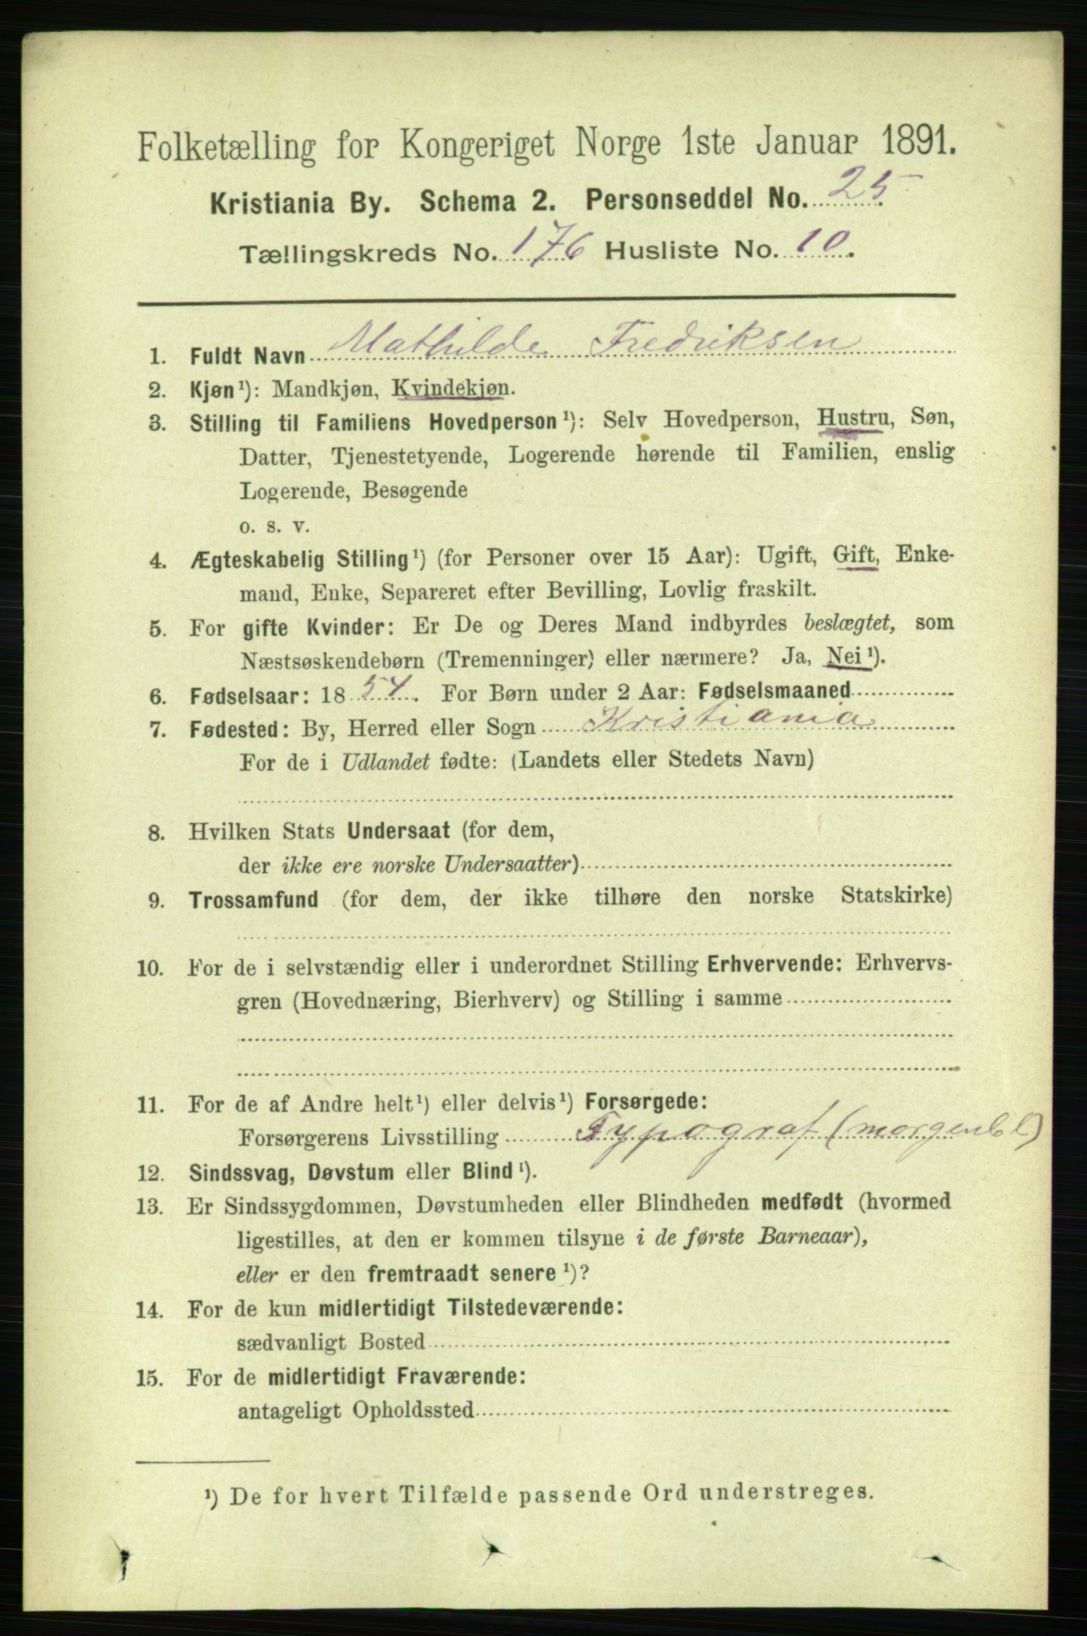 Folketælling for Kongeriget Norge 1ste Januar 1891.
Kristiania By. Schema 2. Personseddel No. 25
Tællingskreds No. 176 Husliste No. 10.
1. Fuldt Navn Mathilde Fredriksen
2. Kjøn¹): Mandkjøn, Kvindekjøn.
3. Stilling til Familiens Hovedperson¹): Selv Hovedperson, Hustru, Søn,
Datter, Tjenestetyende, Logerende hørende til Familien, enslig
Logerende, Besøgende
o. s. v.
4. Ægteskabelig Stilling¹) (for Personer over 15 Aar): Ugift, Gift, Enke-
mand, Enke, Separeret efter Bevilling, Lovlig fraskilt.
5. For gifte Kvinder: Er De og Deres Mand indbyrdes beslægtet, som
Næstsøskendebørn (Tremenninger) eller nærmere? Ja, Nei¹).
6. Fødselsaar: 1854. For Børn under 2 Aar: Fødselsmaaned
7. Fødested: By, Herred eller Sogn Kristiania
For de i Udlandet fødte: (Landets eller Stedets Navn)
8. Hvilken Stats Undersaat (for dem,
der ikke ere norske Undersaatter)
9. Trossamfund (for dem, der ikke tilhøre den norske Statskirke)
10. For de i selvstændig eller i underordnet Stilling Erhvervende: Erhvervs-
gren (Hovednæring, Bierhverv) og Stilling i samme
11. For de af Andre helt¹) eller delvis¹) Forsørgede:
Forsørgerens Livsstilling Typograf (morgenbl)
12. Sindssvag, Døvstum eller Blind¹).
13. Er Sindssygdommen, Døvstumheden eller Blindheden medfødt (hvormed
ligestilles, at den er kommen tilsyne i de første Barneaar),
eller er den fremtraadt senere¹)?
14. For de kun midlertidigt Tilstedeværende:
sædvanligt Bosted
15. For de midlertidigt Fraværende:
antageligt Opholdssted
¹) De for hvert Tilfælde passende Ord understreges.